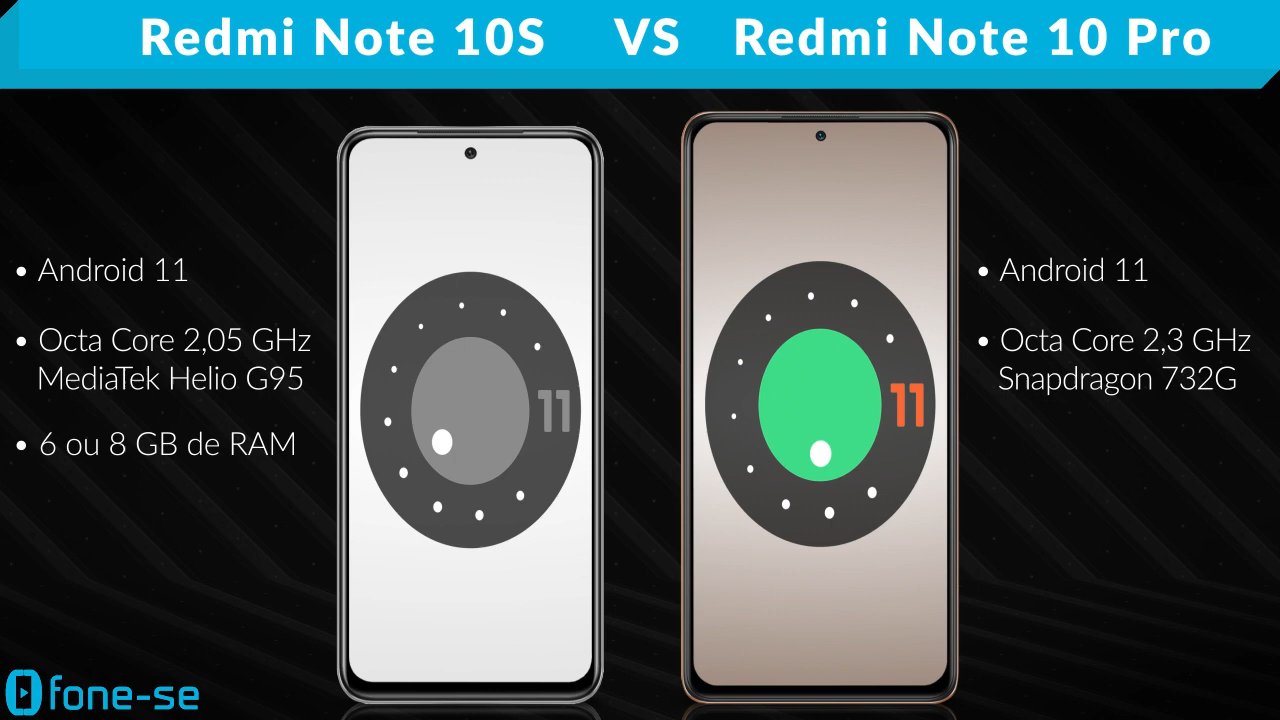 Redmi Note 10S VS Redmi Note 10 Pro
• Android 11
• Octa Core 2,05 GHz
MediaTek Helio G95
• 6 ou 8 GB de RAM
11
11
• Android 11
• Octa Core 2,3 GHz
Snapdragon 732G
fone-se